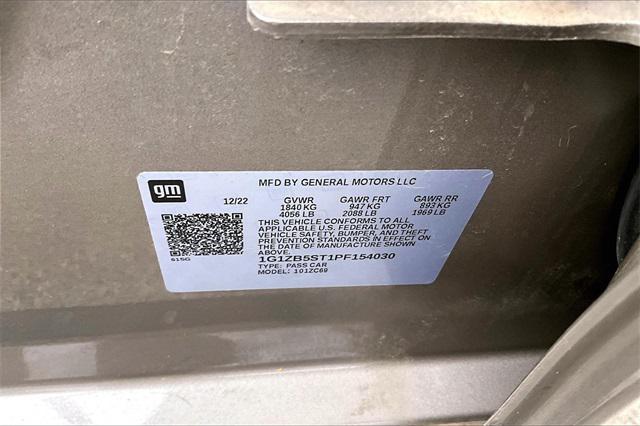 gm
MFD BY GENERAL MOTORS LLC
12/22 GVWR GAWR FRT GAWR RR
1840 KG 947 KG 893 KG
4056 LB 2088 LB 1969 LB
THIS VEHICLE CONFORMS TO ALL
APPLICABLE U.S. FEDERAL MOTOR
VEHICLE SAFETY, BUMPER, AND THEFT
PREVENTION STANDARDS IN EFFECT ON
THE DATE OF MANUFACTURE SHOWN
ABOVE.
1G1ZB5ST1PF154030
TYPE: PASS CAR
MODEL: 101ZC69
61SG